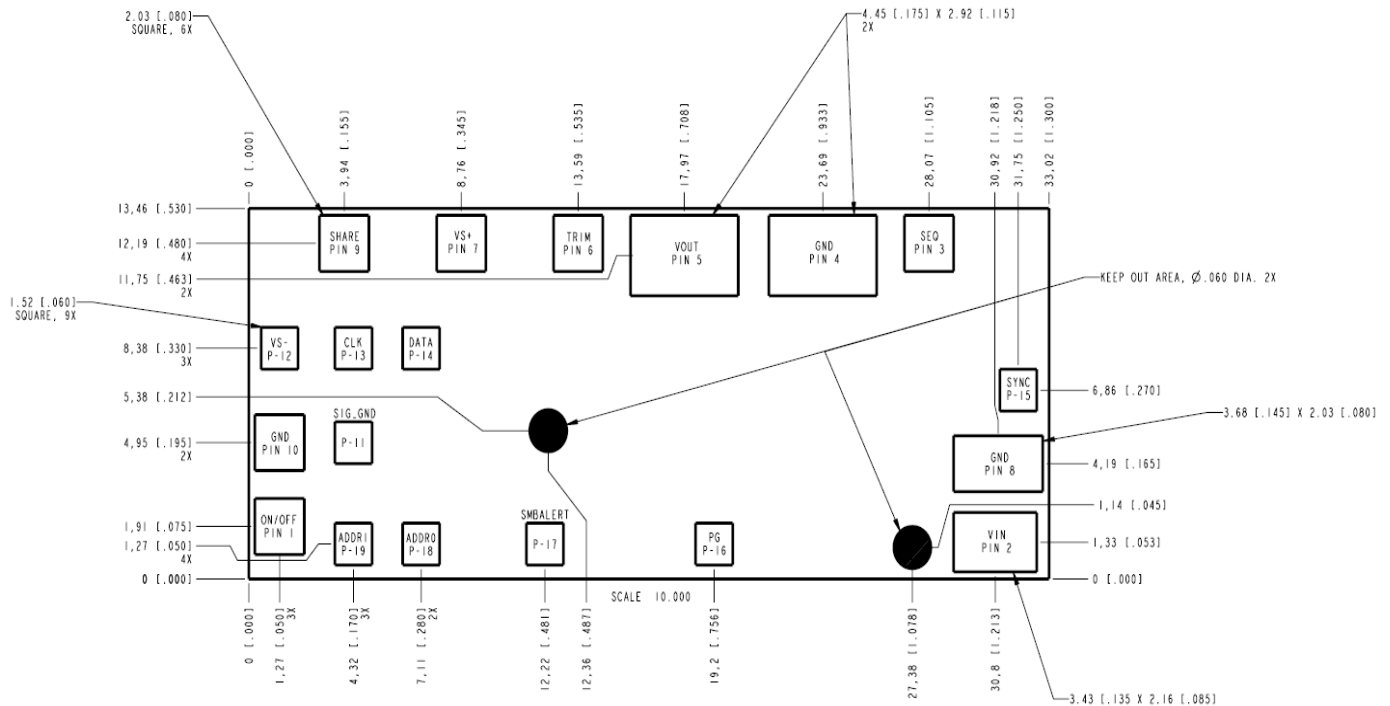 2.03 [.080]
SQUARE, 6X
4.45 [.175] X 2.92 [.115]
2X
0 [.000]
3,94 [.155]
8,76 [.345]
13,59 [.535]
17,97 [.708]
23,69 [.933]
28,07 [1.105]
30,92 [1.218]
31,75 [1.250]
33,02 [1.300]
13,46 [.530]
12,19 [.480]
4X
11,75 [.463]
2X
SHARE
PIN 9
VS+
PIN 7
TRIM
PIN 6
VOUT
PIN 5
GND
PIN 4
SEQ
PIN 3
KEEP OUT AREA, Ø.060 DIA. 2X
1.52 [.060]
SQUARE, 9X
8,38 [.330]
3X
VS-
P-12
CLK
P-13
DATA
P-14
5,38 [.212]
SYNC
P-15
6,86 [.270]
3.68 [.145] X 2.03 [.080]
4,95 [.195]
2X
GND
PIN 10
SIG_GND
P-11
GND
PIN 8
4,19 [.165]
1,14 [.045]
1,91 [.075]
1,27 [.050]
4X
ON/OFF
PIN 1
ADDR1
P-19
ADDR0
P-18
SMBALERT
P-17
PG
P-16
VIN
PIN 2
1,33 [.053]
0 [.000]
0 [.000]
SCALE 10.000
0 [.000]
1,27 [.050]
3X
4,32 [.170]
3X
7,11 [.280]
2X
12,22 [.481]
12,36 [.487]
19,2 [.756]
27,38 [1.078]
30,8 [1.213]
3.43 [.135 X 2.16 [.085]